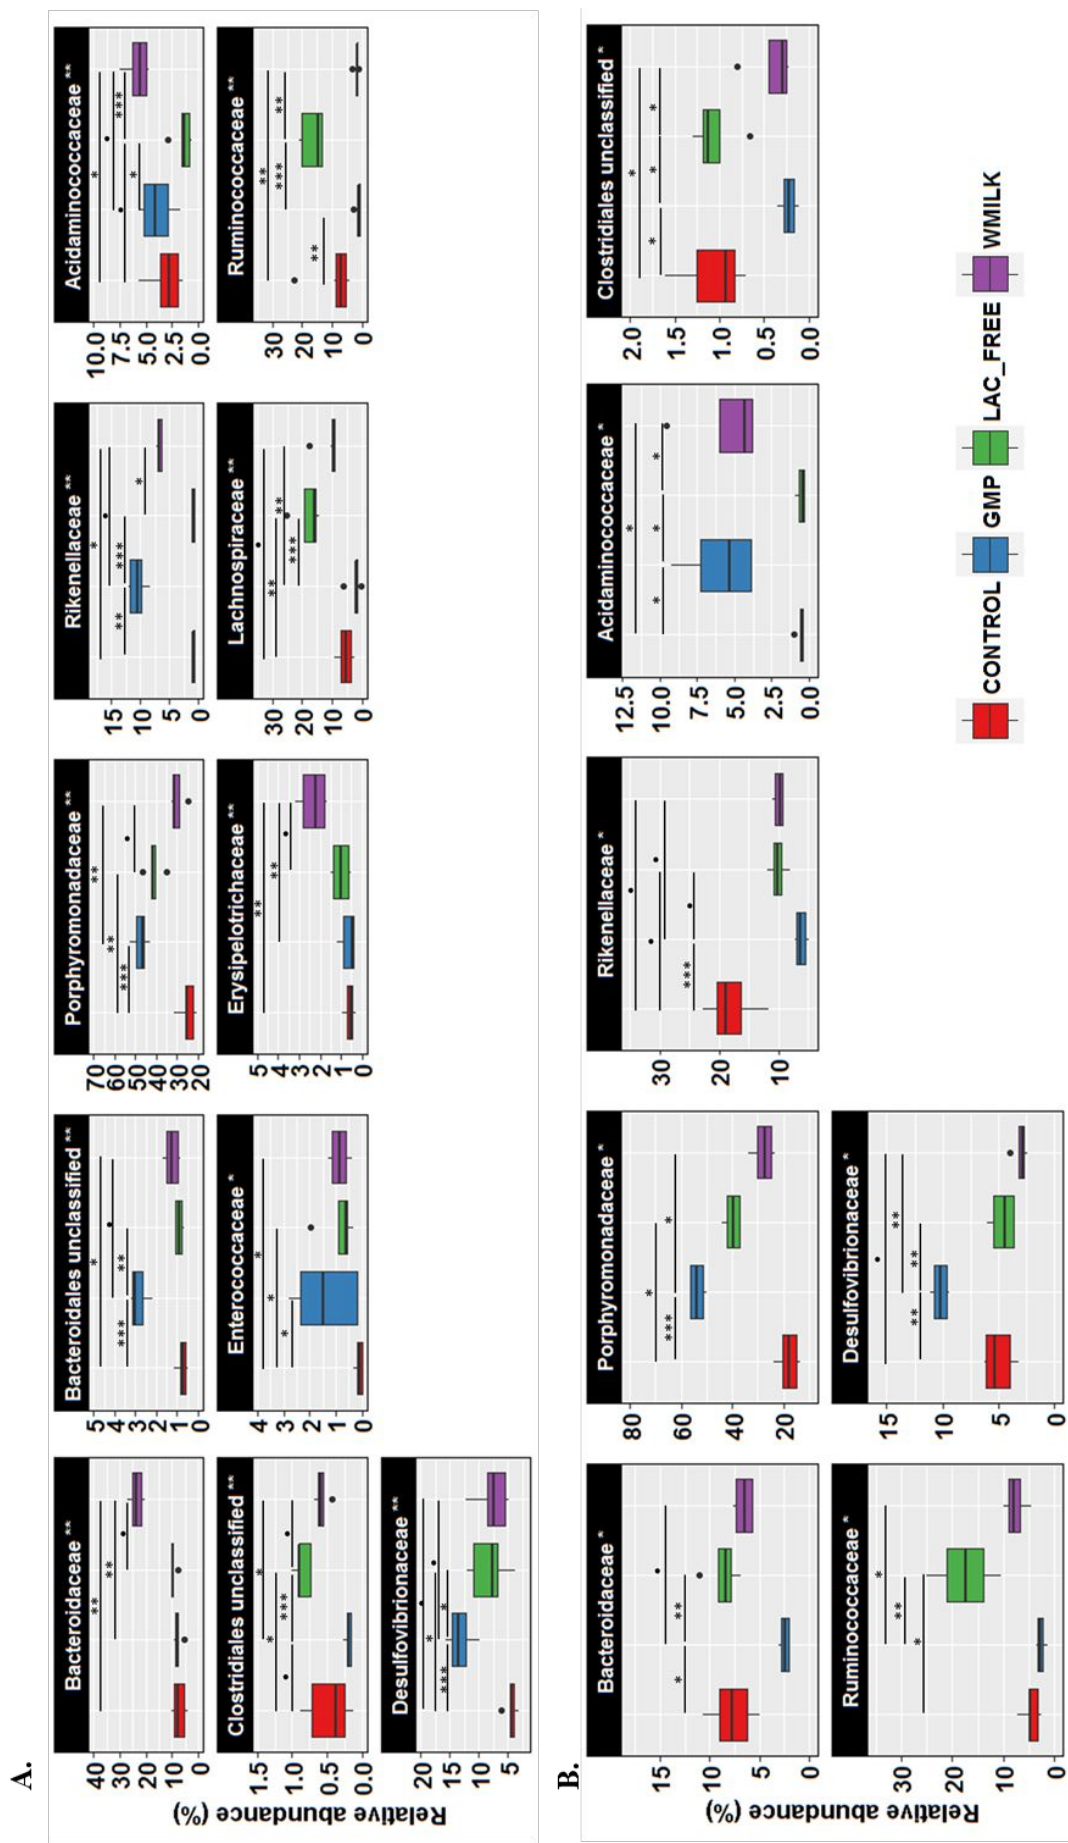 A.
Relative abundance (%)
Bacteroidaceae **
40
30
20
10
0
** ** •
Bacteroidales unclassified **
5
4
3
2
1
0
* • *** **
Porphyromonadaceae **
70
60
50
40
30
20
** • ** ***
Rikenellaceae **
15
10
5
0
* • ** *** *
Acidaminococcaceae **
10.0
7.5
5.0
2.5
0.0
* • *** • *
Clostridiales unclassified **
1.5
1.0
0.5
0.0
* • * • ***
Enterococcaceae *
4
3
2
1
0
* * *
Erysipelotrichaceae **
5
4
3
2
1
0
** ** •
Lachnospiraceae **
30
20
10
0
• ** ** • ***
Ruminococcaceae **
30
20
10
0
** ** *** **
Desulfovibrionaceae **
20
15
10
5
• • * *** *
B.
Relative abundance (%)
Bacteroidaceae *
15
10
5
0
• * ** •
Porphyromonadaceae *
80
60
40
20
* *** *
Rikenellaceae *
30
20
10
• • • *** •
Acidaminococcaceae *
12.5
10.0
7.5
5.0
2.5
0.0
* * * *
Clostridiales unclassified *
2.0
1.5
1.0
0.5
0.0
* * * *
Ruminococcaceae *
30
20
10
0
* ** *
Desulfovibrionaceae *
15
10
5
0
• ** ** **
CONTROL GMP LAC_FREE WMILK